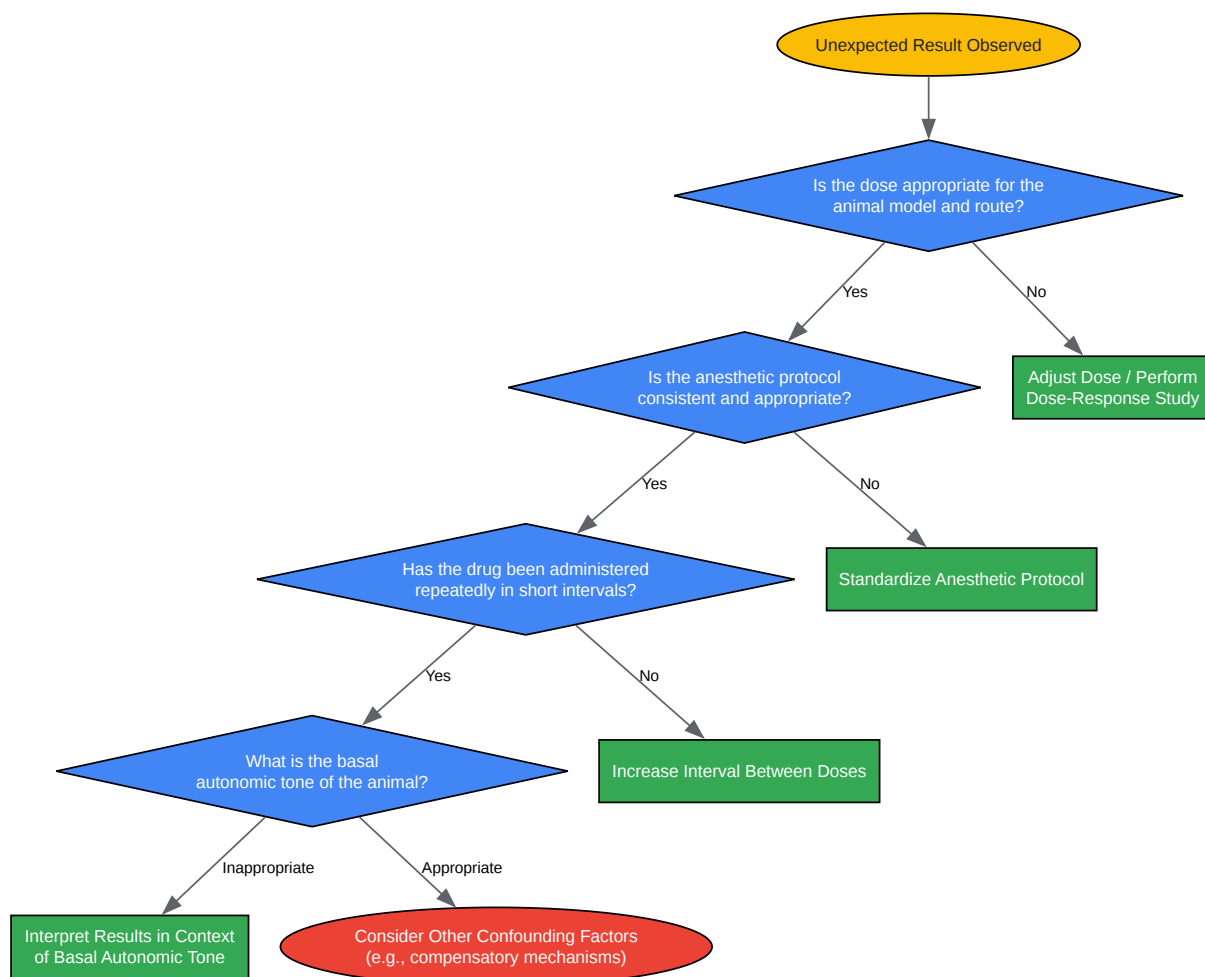 Unexpected Result Observed
Is the dose appropriate for the
animal model and route?
Yes
No
Is the anesthetic protocol
consistent and appropriate?
Adjust Dose / Perform
Dose-Response Study
Yes
No
Has the drug been administered
repeatedly in short intervals?
Standardize Anesthetic Protocol
Yes
No
What is the basal
autonomic tone of the animal?
Increase Interval Between Doses
Inappropriate
Appropriate
Interpret Results in Context
of Basal Autonomic Tone
Consider Other Confounding Factors
(e.g., compensatory mechanisms)